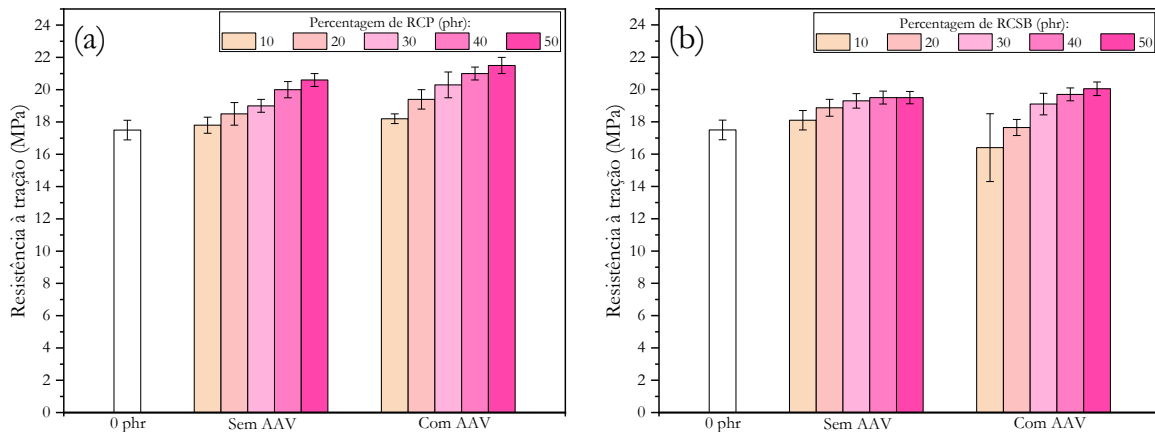 (a)
Percentagem de RCP (phr):
10 20 30 40 50
Resistência à tração (MPa)
24
22
20
18
16
14
12
10
8
6
4
2
0
0 phr Sem AAV Com AAV
(b)
Percentagem de RCSB (phr):
10 20 30 40 50
Resistência à tração (MPa)
24
22
20
18
16
14
12
10
8
6
4
2
0
0 phr Sem AAV Com AAV